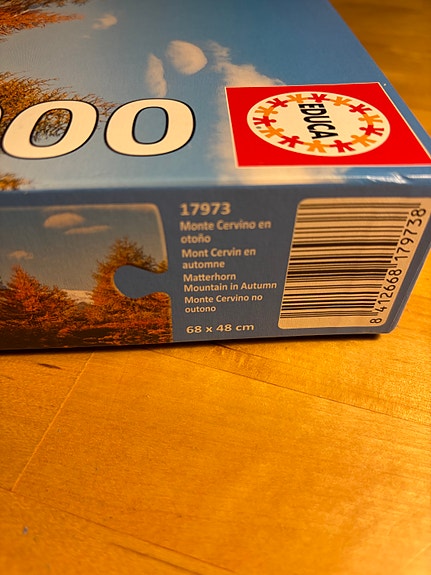 000
EDUCA
17973
Monte Cervino en
otoño
Mont Cervin en
automne
Matterhorn
Mountain in Autumn
Monte Cervino no
outono
68 x 48 cm
8 412668 179738